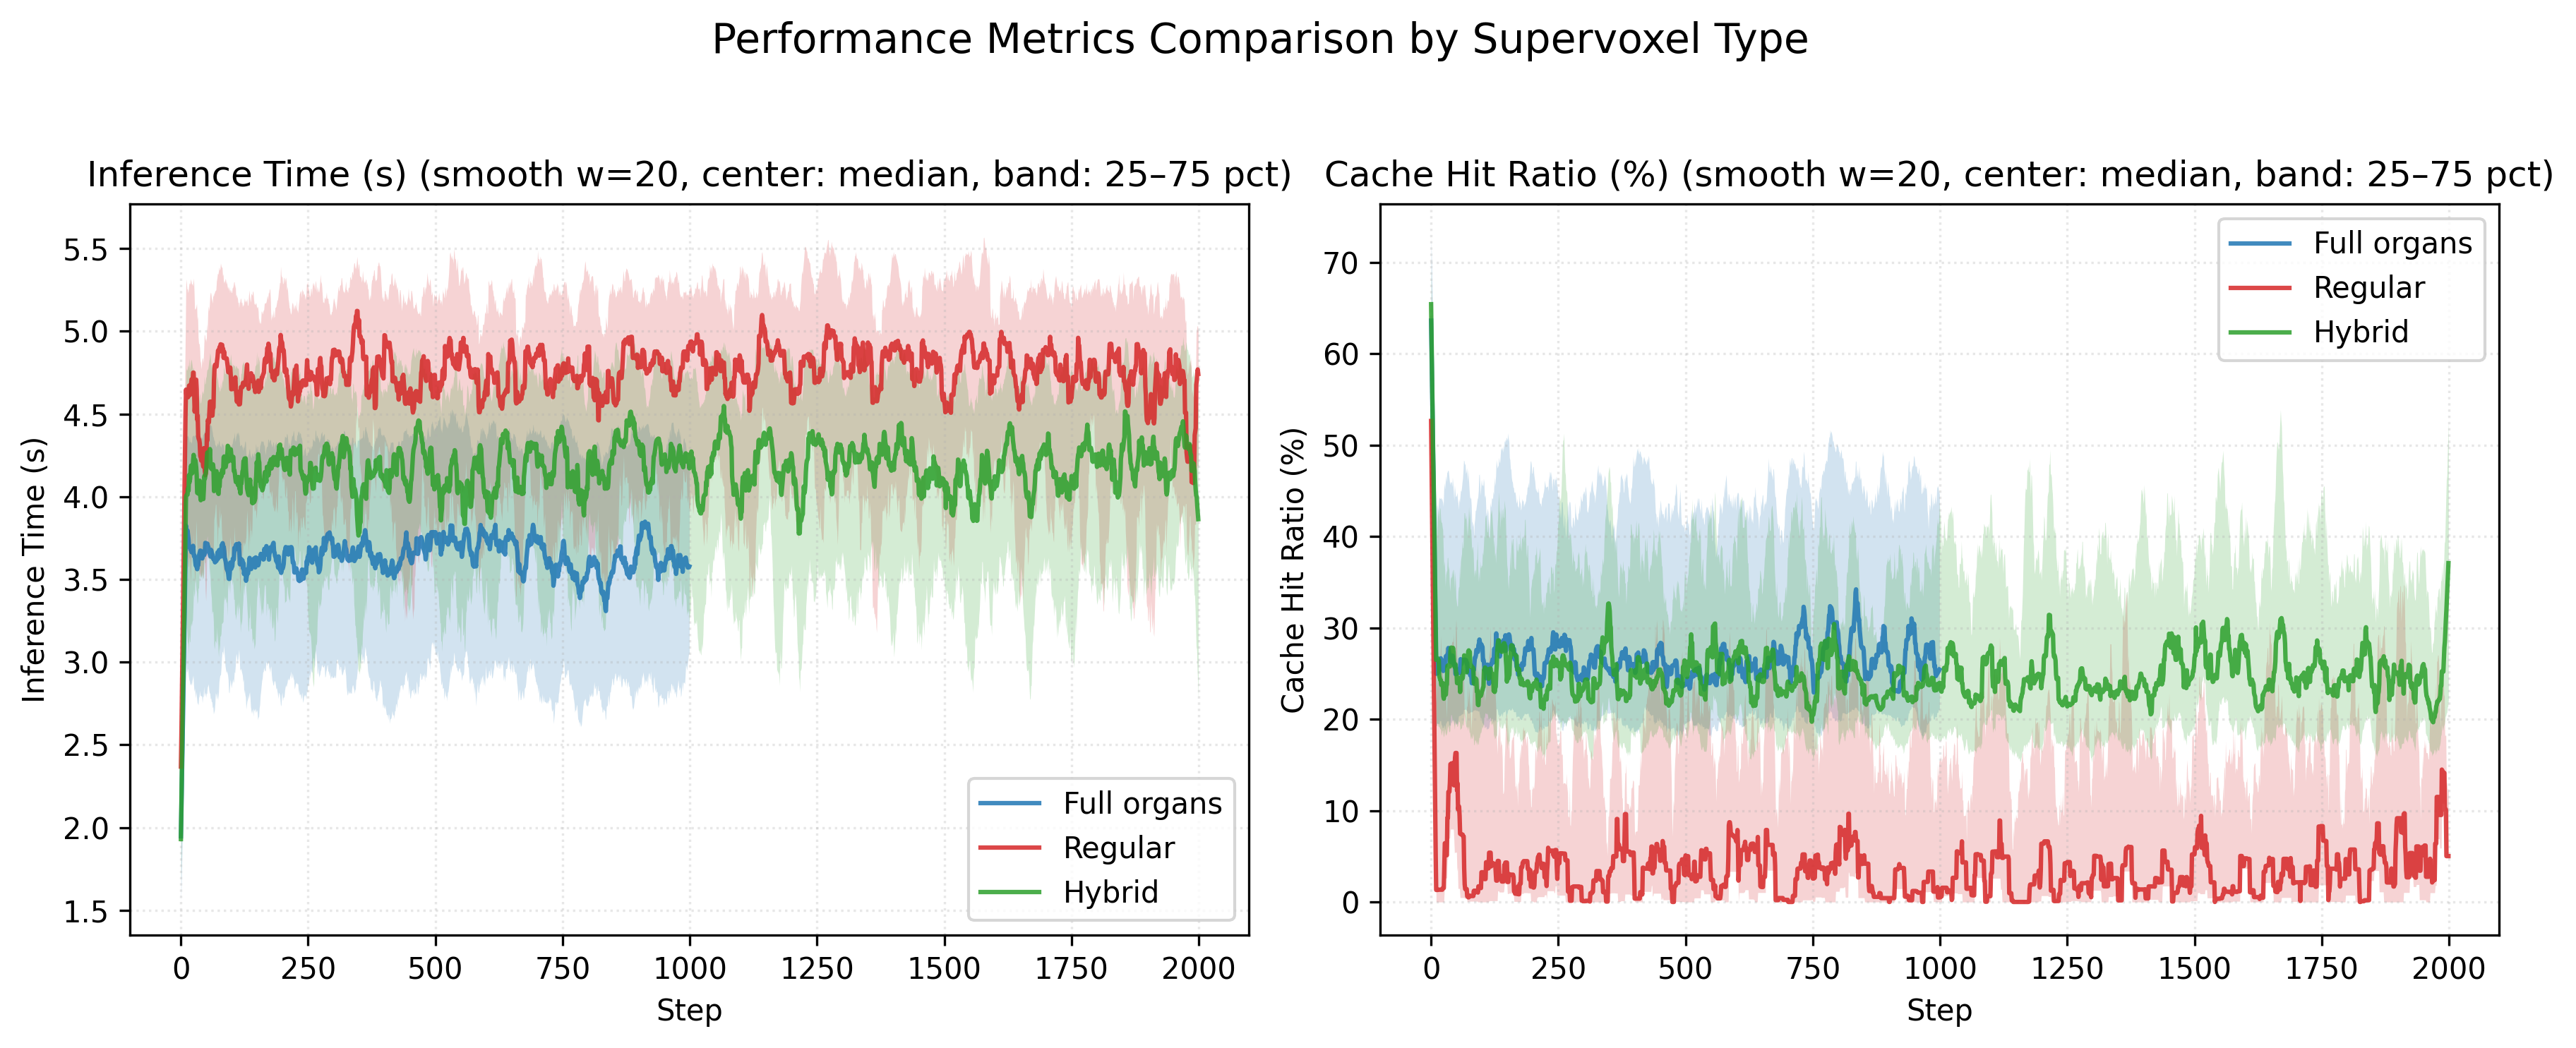 Performance Metrics Comparison by Supervoxel Type
Inference Time (s) (smooth w=20, center: median, band: 25–75 pct)
5.5
5.0
4.5
4.0
3.5
3.0
2.5
2.0
1.5
Inference Time (s)
Full organs
Regular
Hybrid
0 250 500 750 1000 1250 1500 1750 2000
Step
Cache Hit Ratio (%) (smooth w=20, center: median, band: 25–75 pct)
70
60
50
40
30
20
10
0
Cache Hit Ratio (%)
Full organs
Regular
Hybrid
0 250 500 750 1000 1250 1500 1750 2000
Step